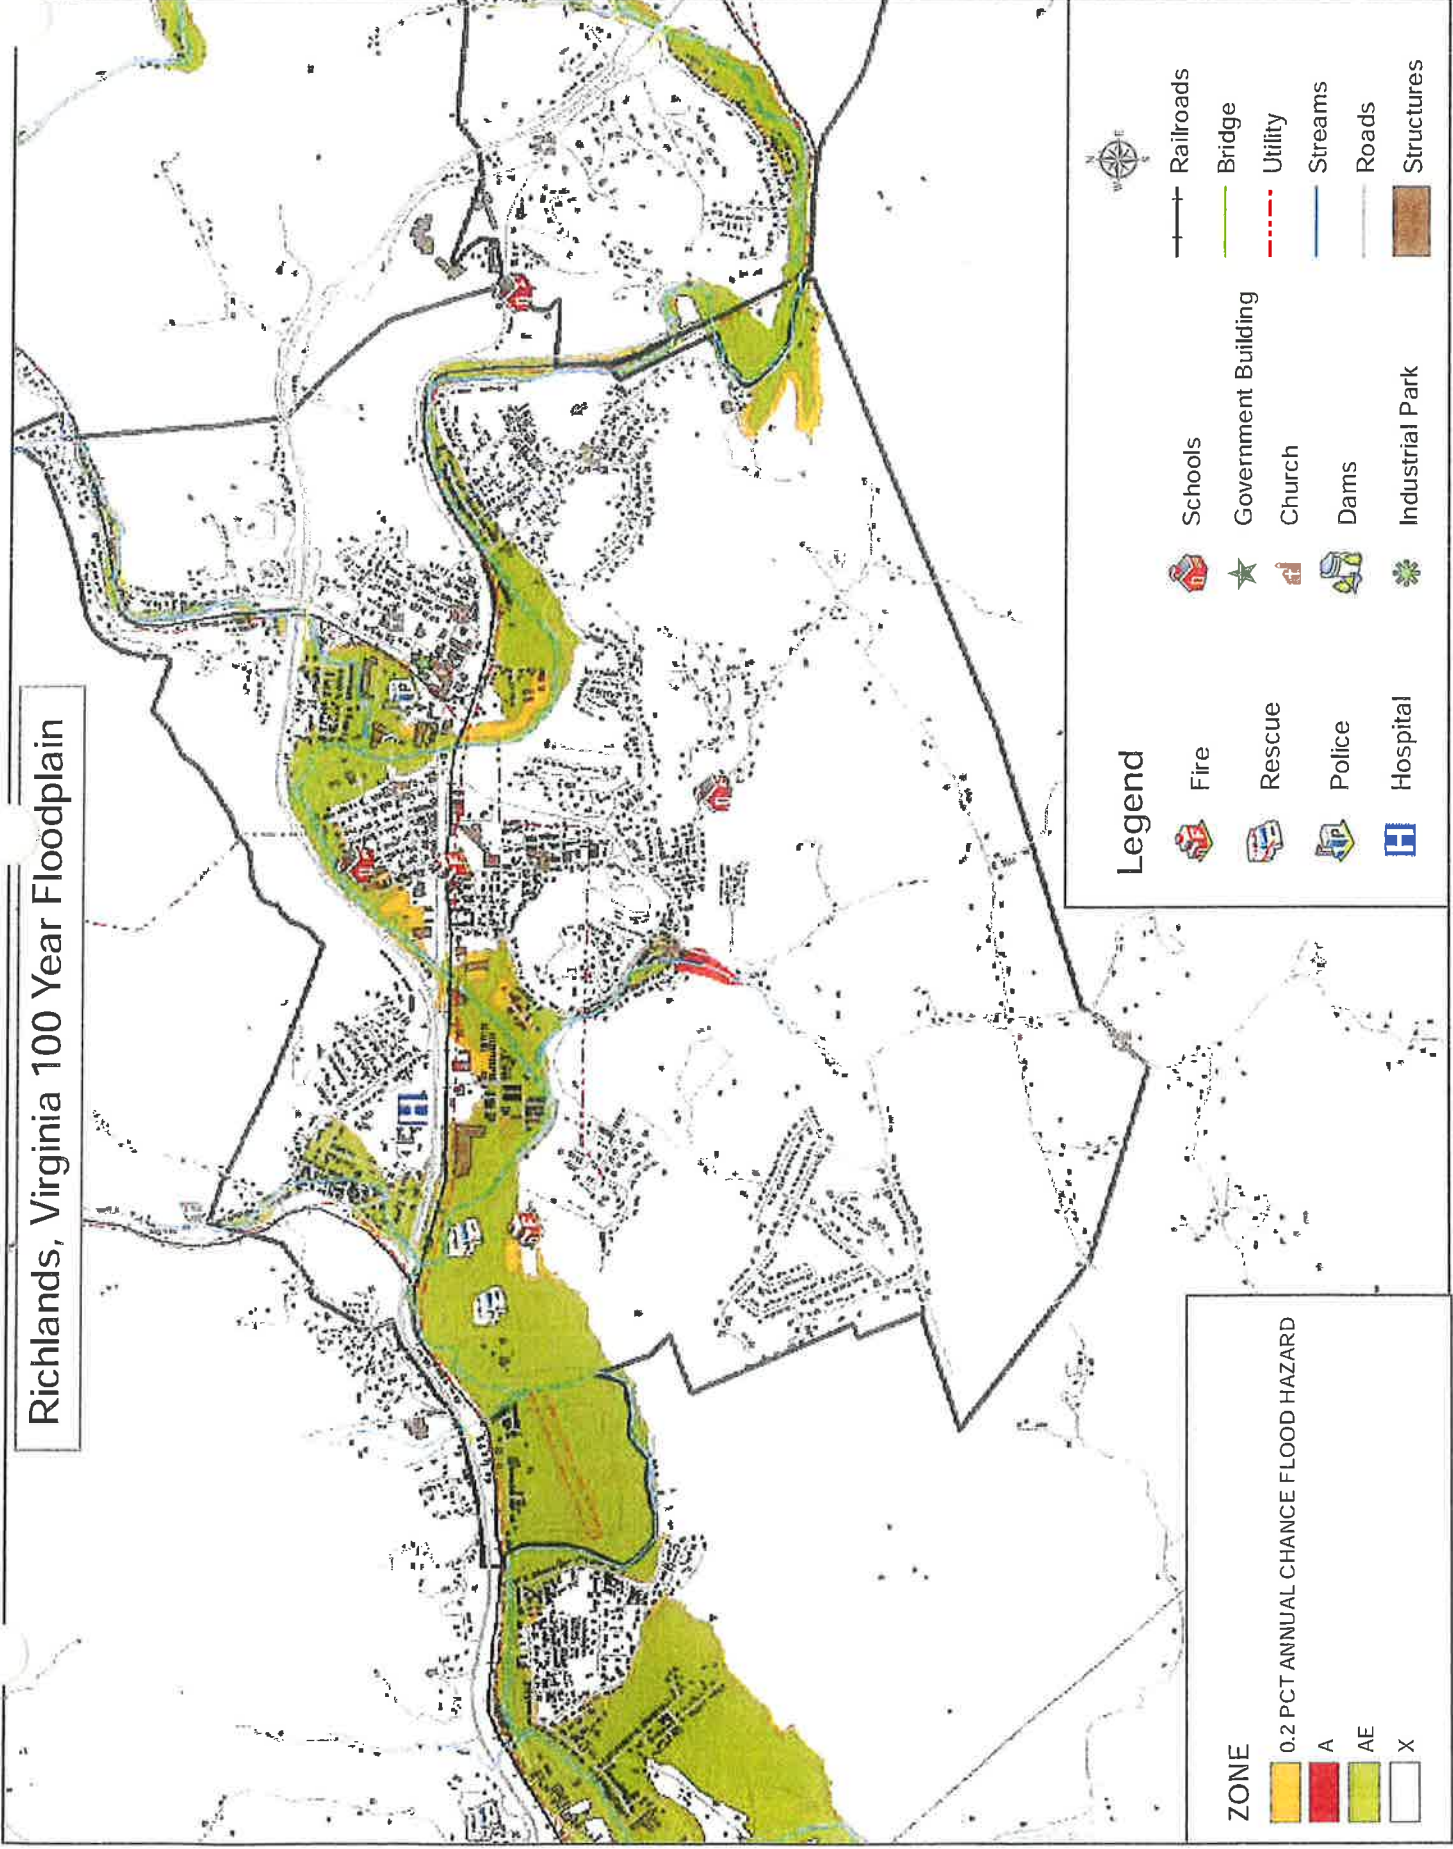 Richlands, Virginia 100 Year Floodplain
Legend
Fire
Rescue
Police
Hospital
Schools
Government Building
Church
Dams
Industrial Park
Railroads
Bridge
Utility
Streams
Roads
Structures
N
E
S
W
ZONE
0.2 PCT ANNUAL CHANCE FLOOD HAZARD
A
AE
X